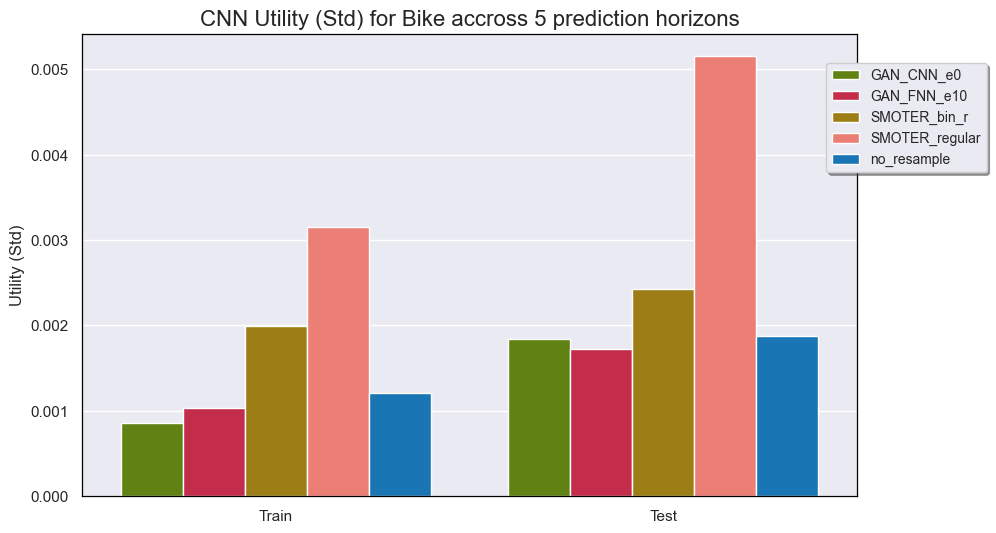 CNN Utility (Std) for Bike accross 5 prediction horizons
Utility (Std)
0.005
0.004
0.003
0.002
0.001
0.000
Train
Test
GAN_CNN_e0
GAN_FNN_e10
SMOTER_bin_r
SMOTER_regular
no_resample